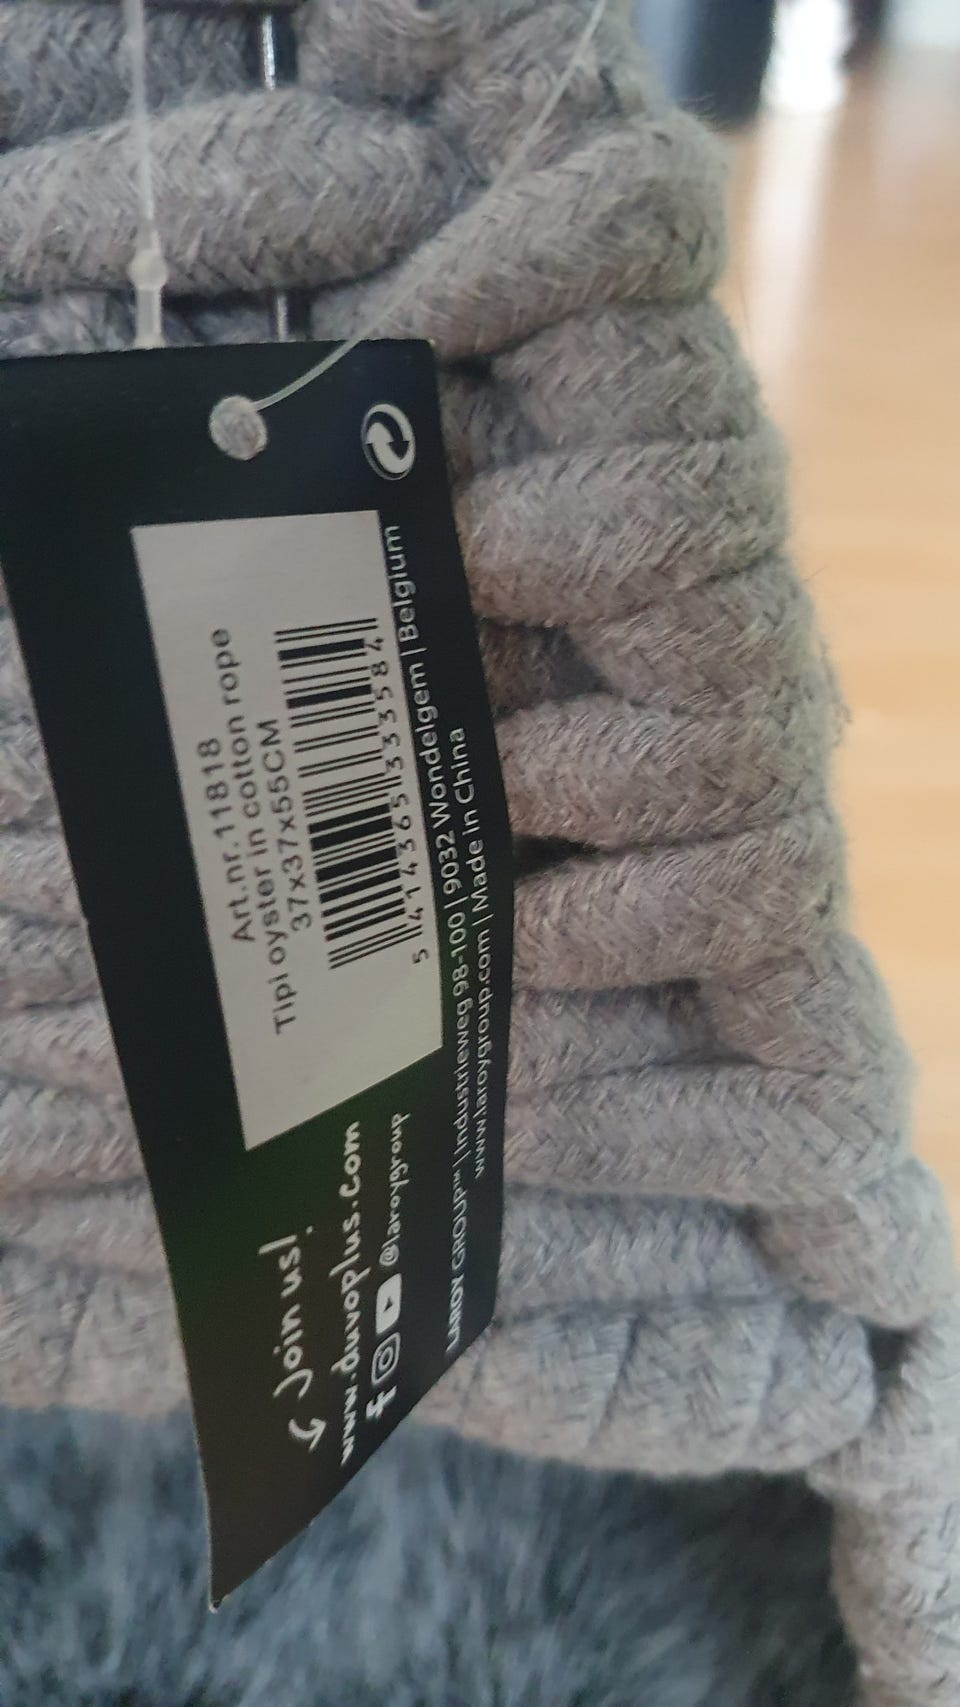 Art.nr.11818
Tipi oyster in cotton rope
37x37x55CM
5 414365 333584
Join us!
www.duvoplus.com
@laroygroup
LAROY GROUP™ | Industrieweg 98-100 | 9032 Wondelgem | Belgium
www.laroygroup.com | Made in China